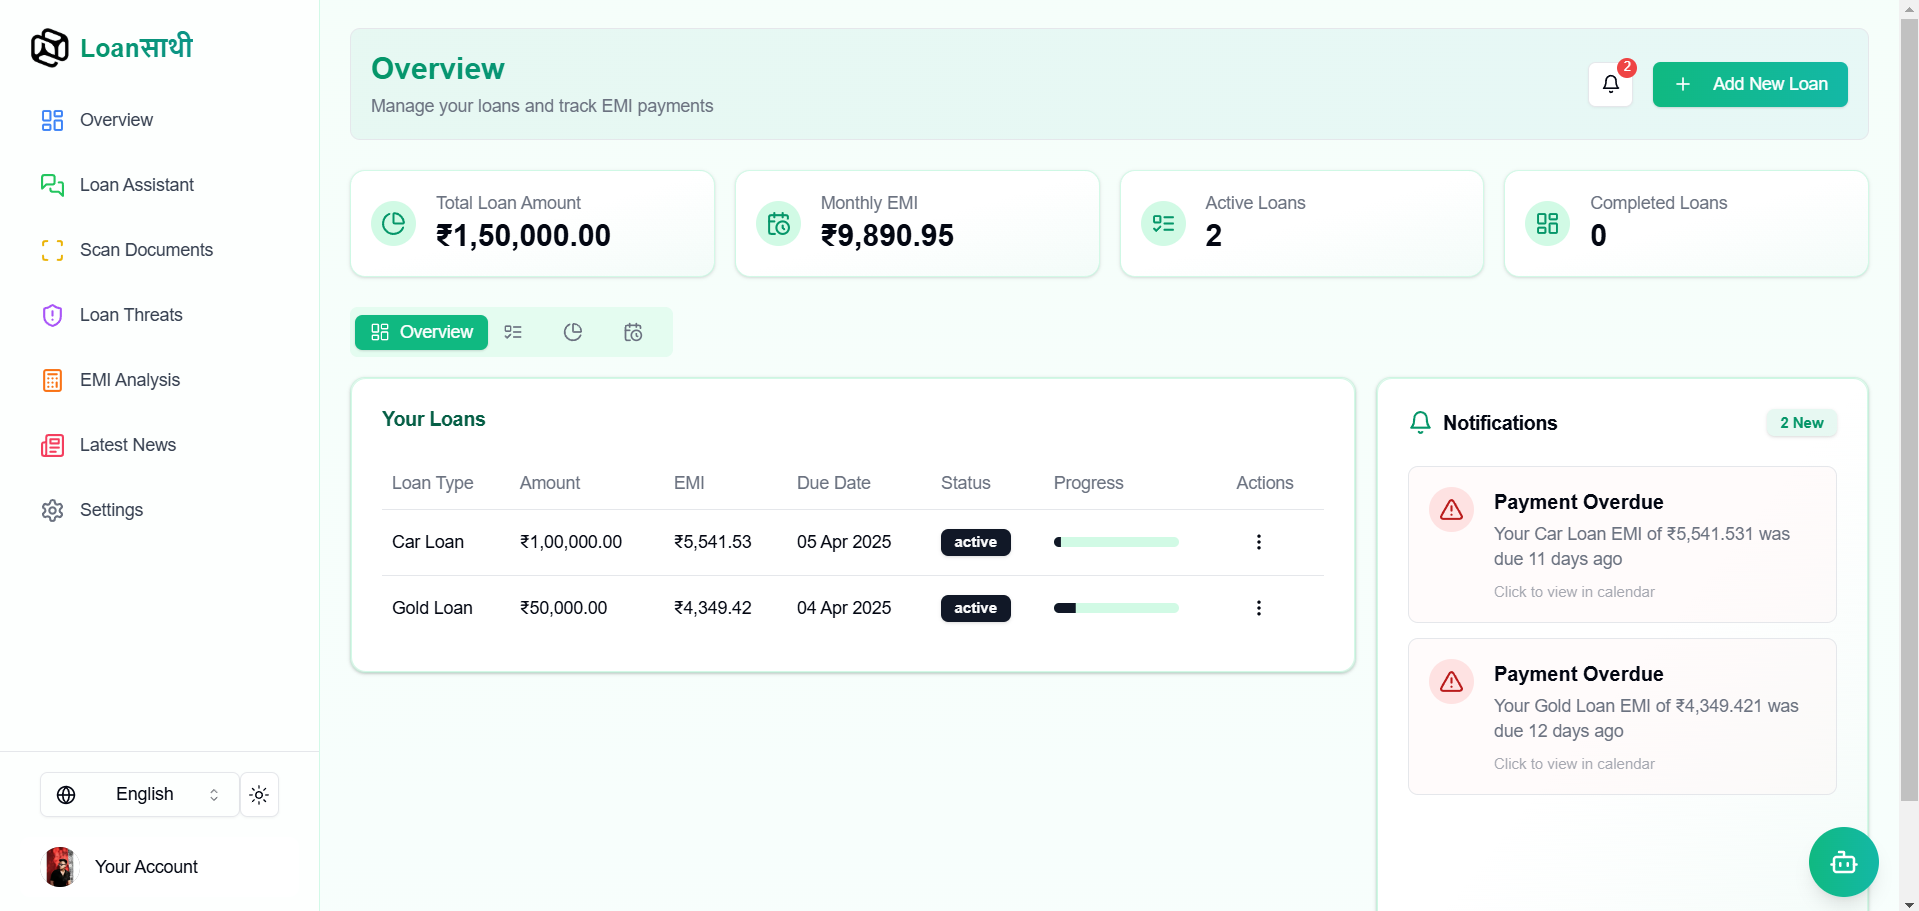 Loanसाथी
Overview
Loan Assistant
Scan Documents
Loan Threats
EMI Analysis
Latest News
Settings
English
Your Account
Overview
Manage your loans and track EMI payments
2
Add New Loan
Total Loan Amount
₹1,50,000.00
Monthly EMI
₹9,890.95
Active Loans
2
Completed Loans
0
Overview
Your Loans
Loan Type Amount EMI Due Date Status Progress Actions
Car Loan ₹1,00,000.00 ₹5,541.53 05 Apr 2025 active
Gold Loan ₹50,000.00 ₹4,349.42 04 Apr 2025 active
Notifications
2 New
Payment Overdue
Your Car Loan EMI of ₹5,541.531 was
due 11 days ago
Click to view in calendar
Payment Overdue
Your Gold Loan EMI of ₹4,349.421 was
due 12 days ago
Click to view in calendar